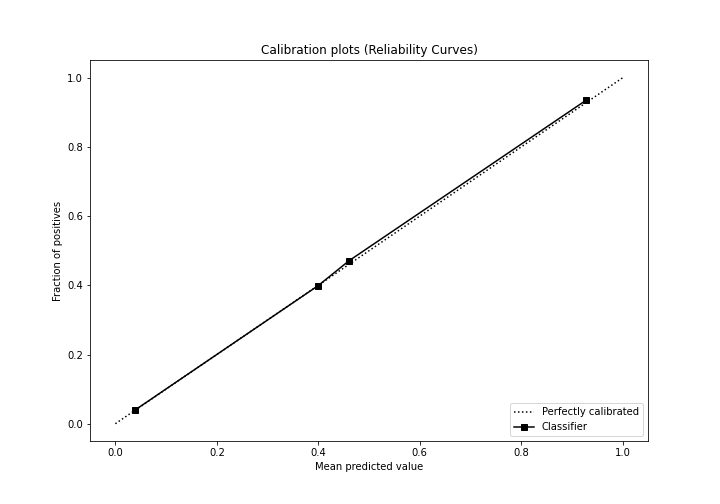 Calibration plots (Reliability Curves)
1.0
0.8
0.6
0.4
0.2
0.0
Fraction of positives
Perfectly calibrated
Classifier
0.0 0.2 0.4 0.6 0.8 1.0
Mean predicted value